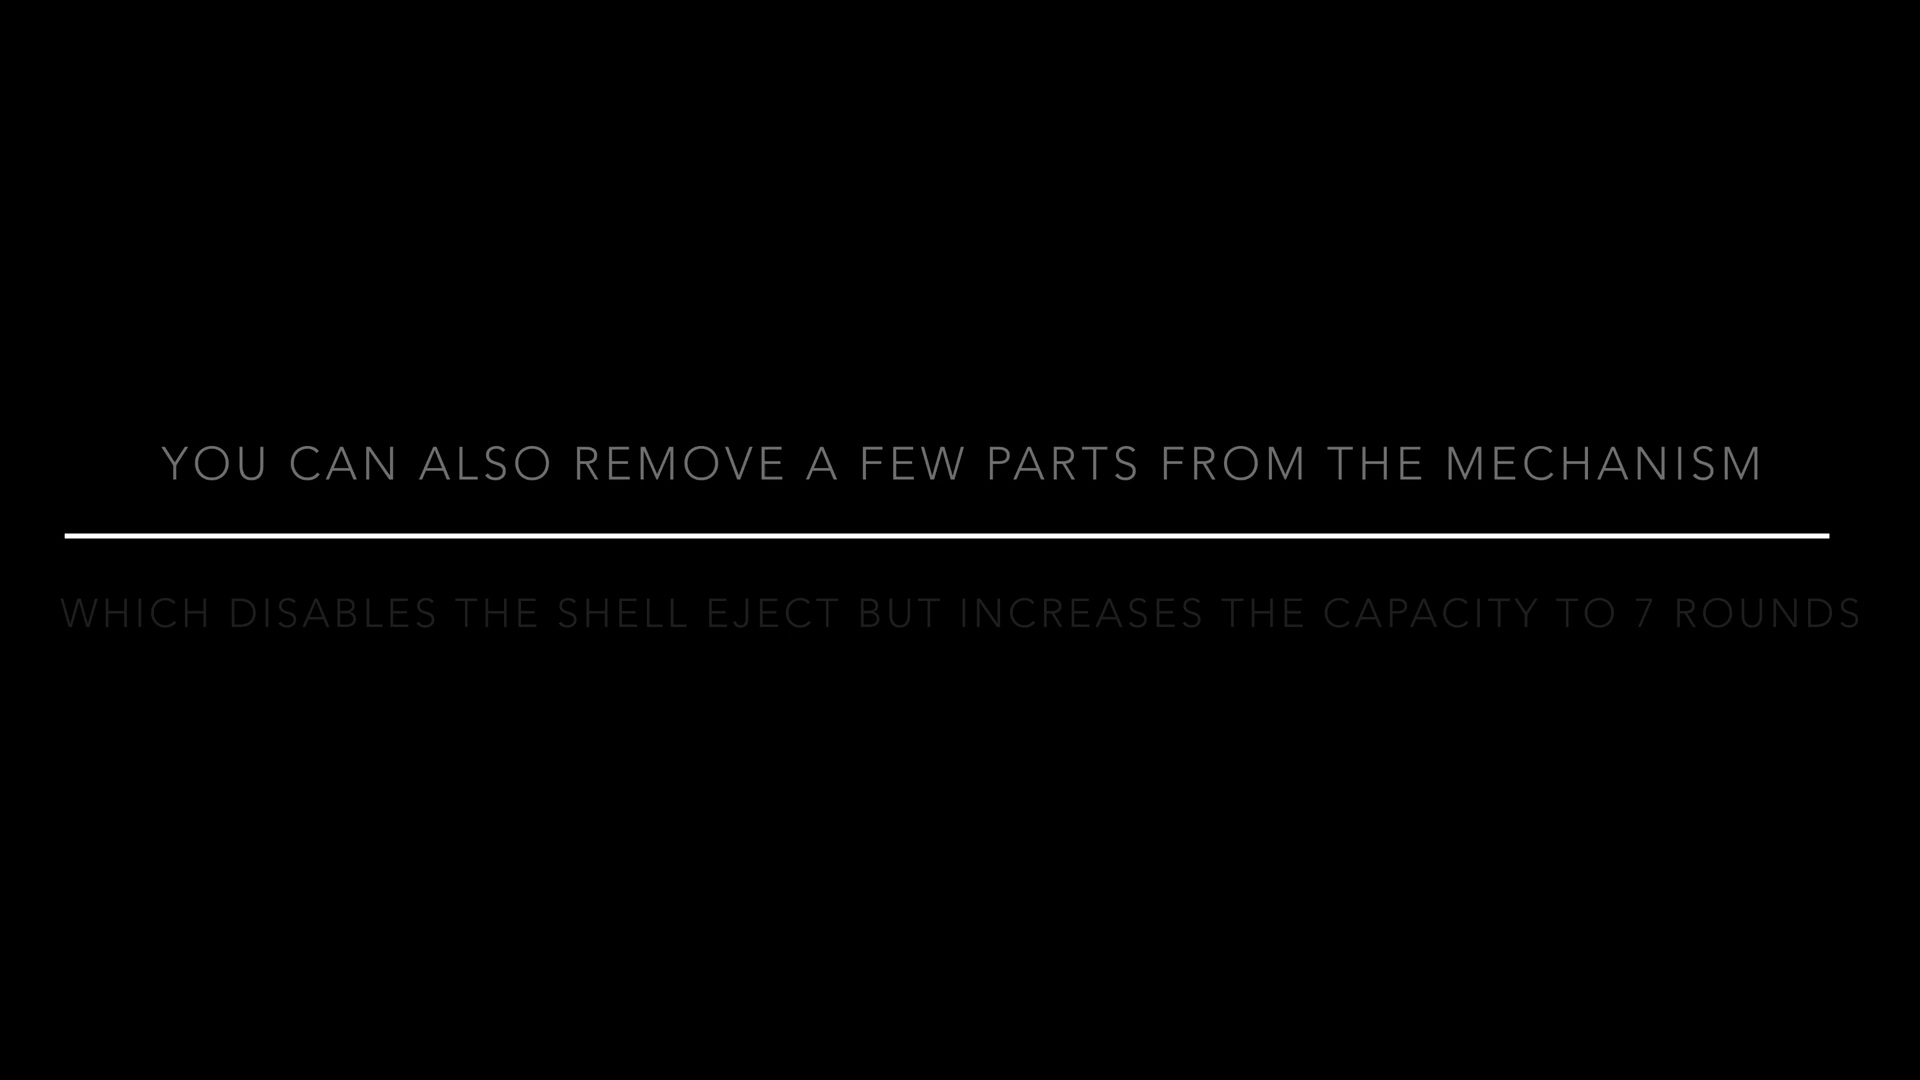 YOU CAN ALSO REMOVE A FEW PARTS FROM THE MECHANISM
WHICH DISABLES THE SHELL EJECT BUT INCREASES THE CAPACITY TO 7 ROUNDS